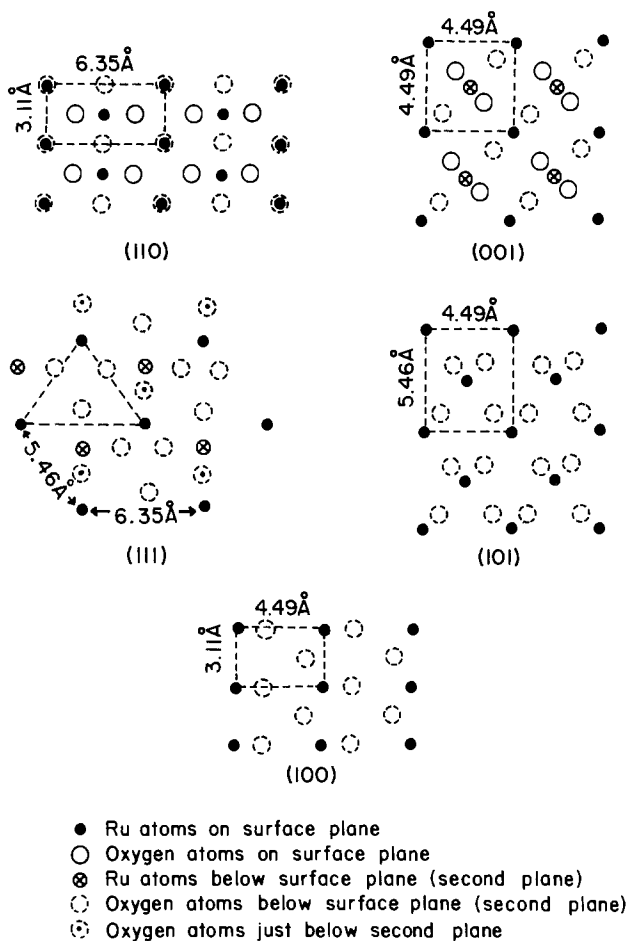 6.35Å
3.11Å
(110)
4.49Å
4.49Å
(001)
5.46Å
6.35Å
(111)
4.49Å
5.46Å
(101)
4.49Å
3.11Å
(100)
Ru atoms on surface plane
Oxygen atoms on surface plane
Ru atoms below surface plane (second plane)
Oxygen atoms below surface plane (second plane)
Oxygen atoms just below second plane